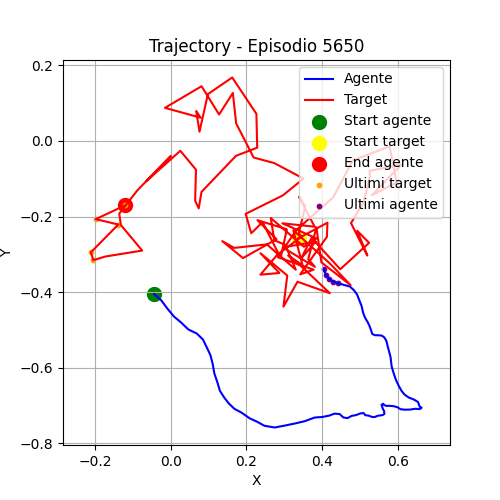 Trajectory - Episodio 5650
Agente
Target
Start agente
Start target
End agente
Ultimi target
Ultimi agente
Y
0.2
0.0
−0.2
−0.4
−0.6
−0.8
−0.2
0.0
0.2
0.4
0.6
X